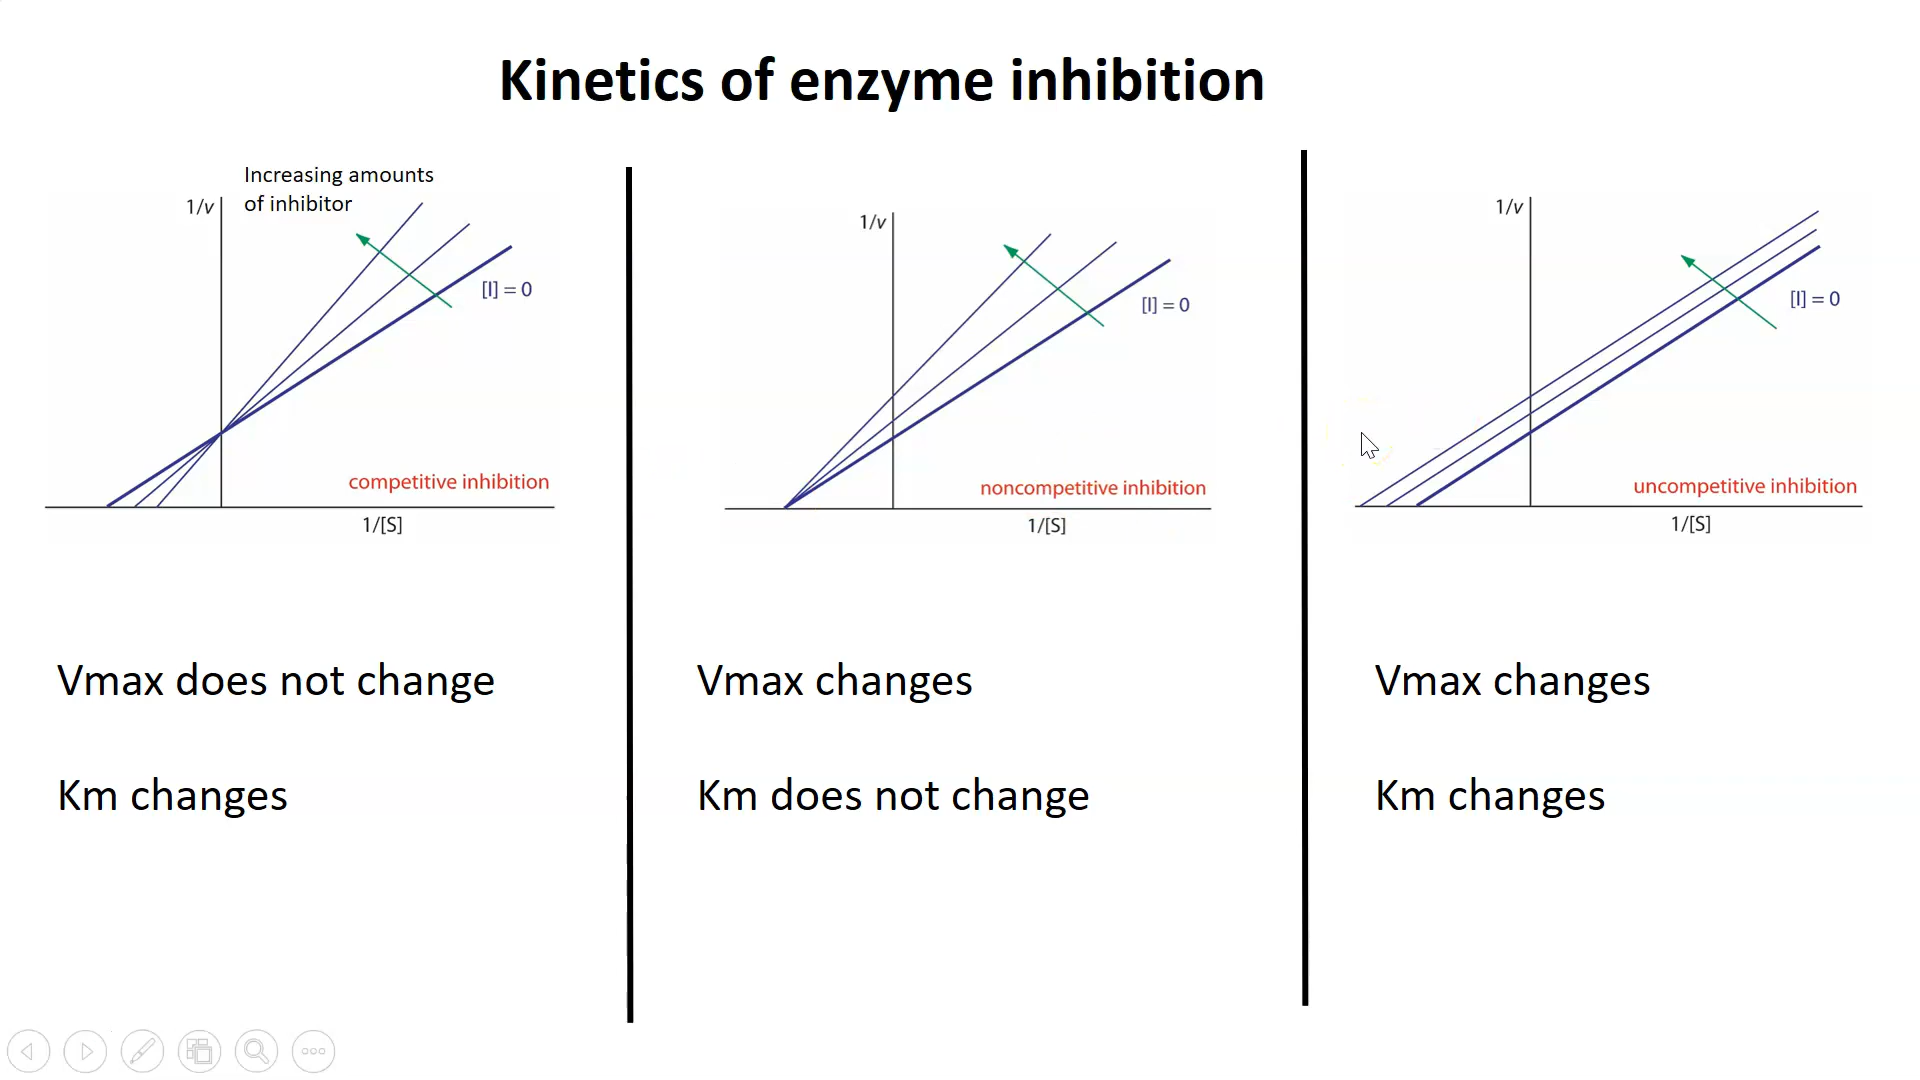 Kinetics of enzyme inhibition
Increasing amounts
of inhibitor
1/v
[I] = 0
competitive inhibition
1/[S]
Vmax does not change
Km changes
1/v
[I] = 0
noncompetitive inhibition
1/[S]
Vmax changes
Km does not change
1/v
[I] = 0
uncompetitive inhibition
1/[S]
Vmax changes
Km changes